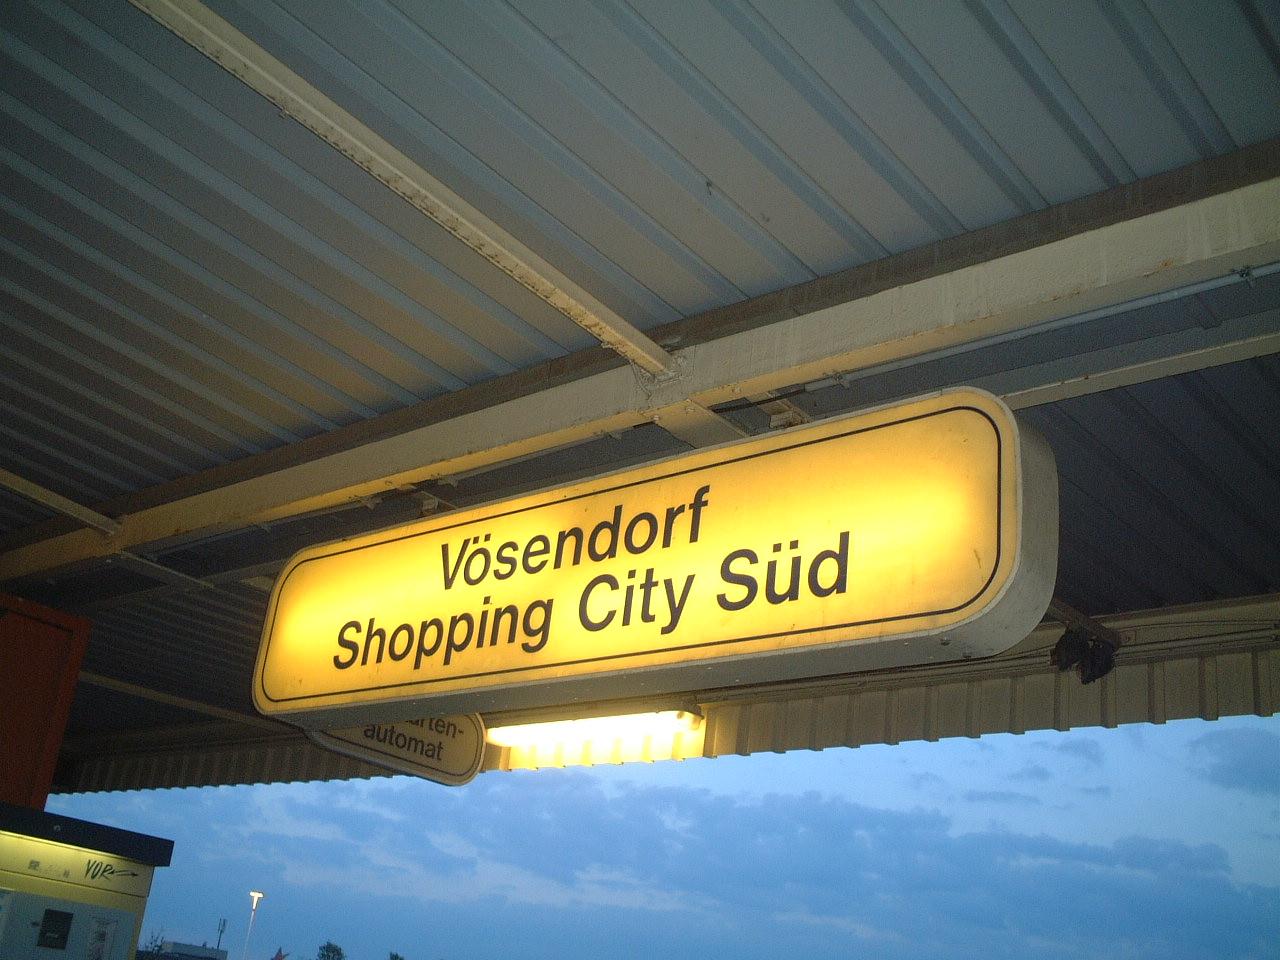 Vösendorf
Shopping City Süd
automat
VOR